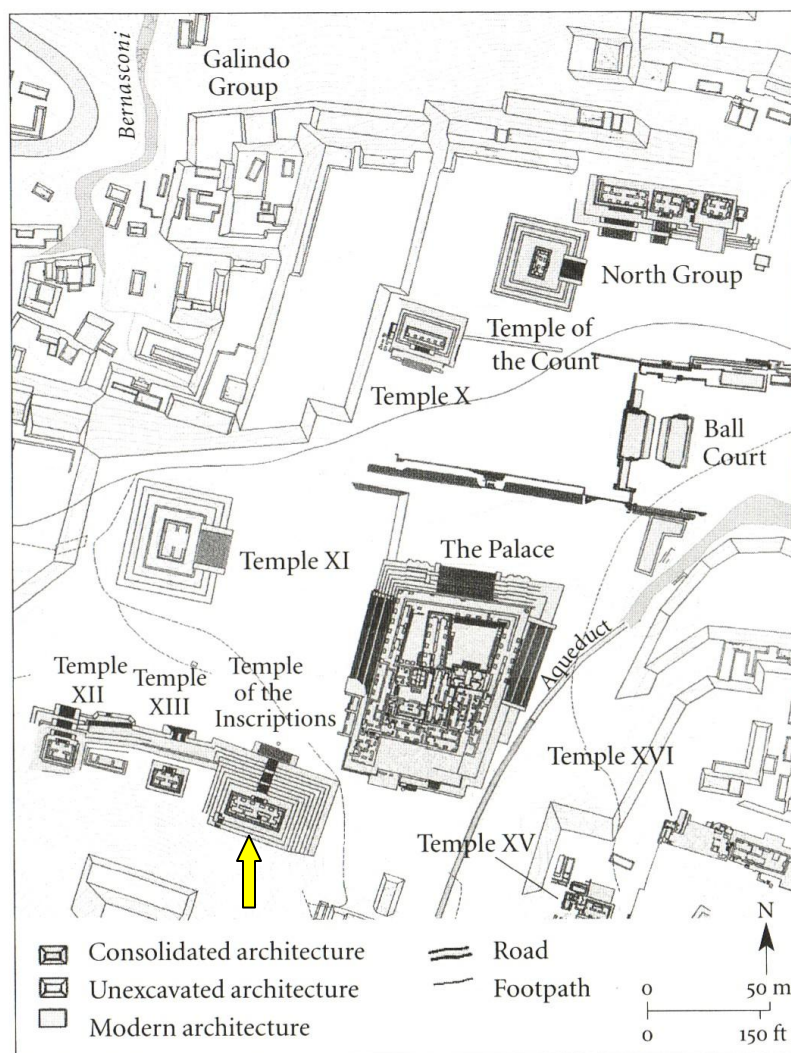 Bernasconi
Galindo
Group
North Group
Temple of
the Count
Temple X
Ball
Court
The Palace
Temple XI
Aqueduct
Temple
XII
Temple
XIII
Temple
of the
Inscriptions
Temple XVI
Temple XV
N
Consolidated architecture
Unexcavated architecture
Modern architecture
Road
Footpath
0 50 m
0 150 ft